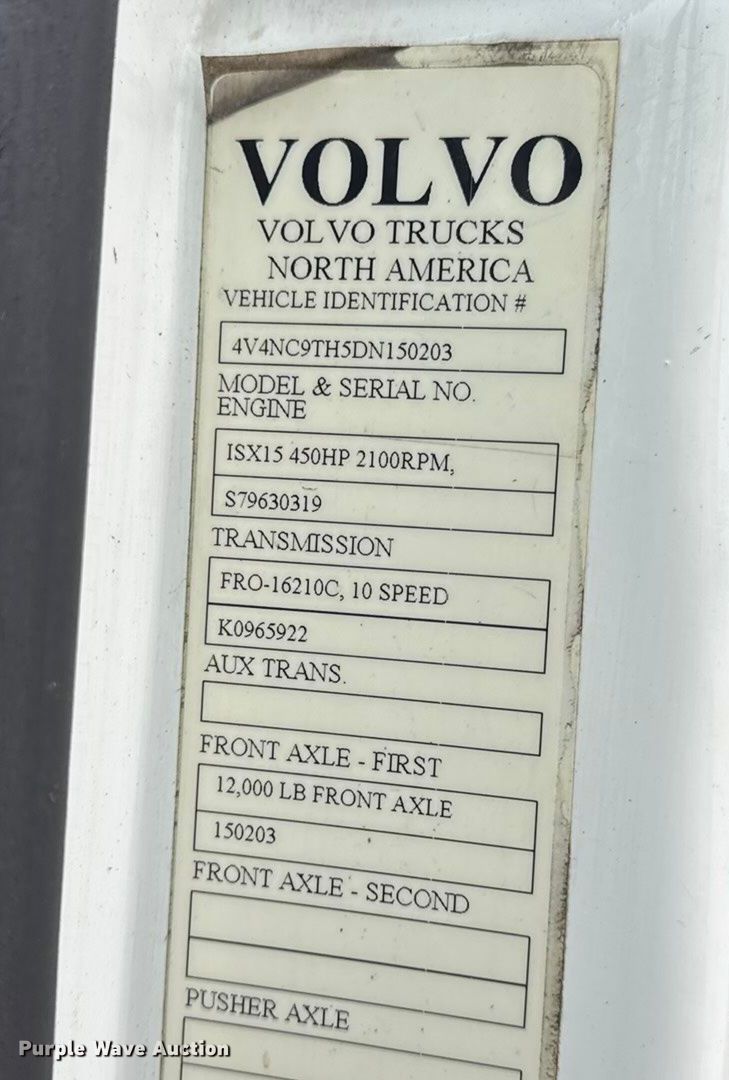 VOLVO
VOLVO TRUCKS
NORTH AMERICA
VEHICLE IDENTIFICATION #
4V4NC9TH5DN150203
MODEL & SERIAL NO.
ENGINE
ISX15 450HP 2100RPM,
S79630319
TRANSMISSION
FRO-16210C, 10 SPEED
K0965922
AUX TRANS.
FRONT AXLE - FIRST
12,000 LB FRONT AXLE
150203
FRONT AXLE - SECOND
PUSHER AXLE
Purple Wave Auction